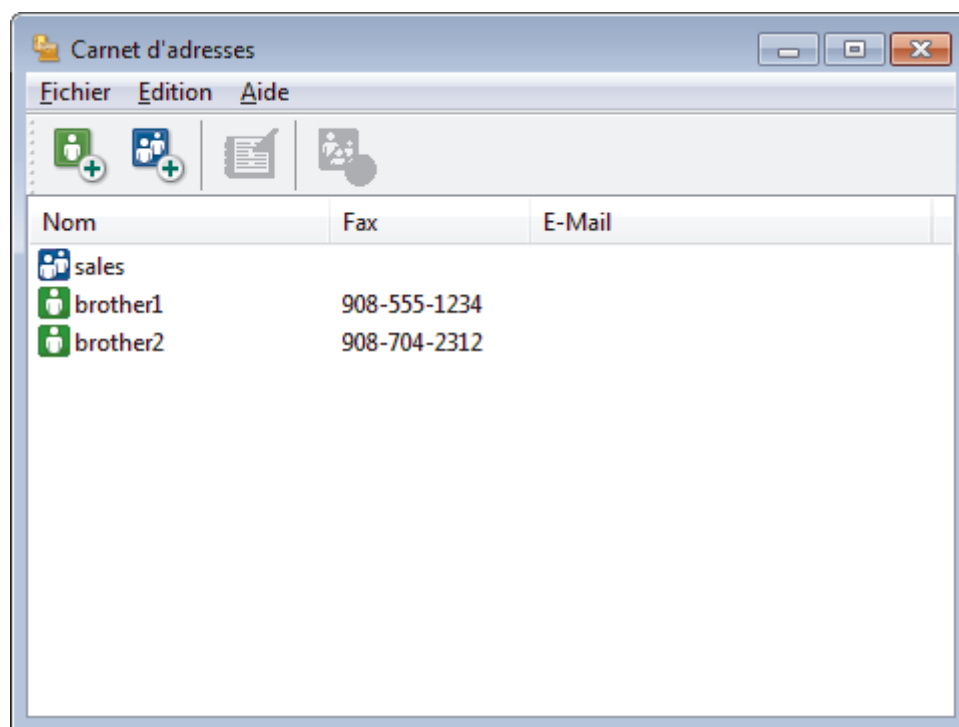 Carnet d'adresses
Fichier Edition Aide
Nom Fax E-Mail
sales
brother1 908-555-1234
brother2 908-704-2312